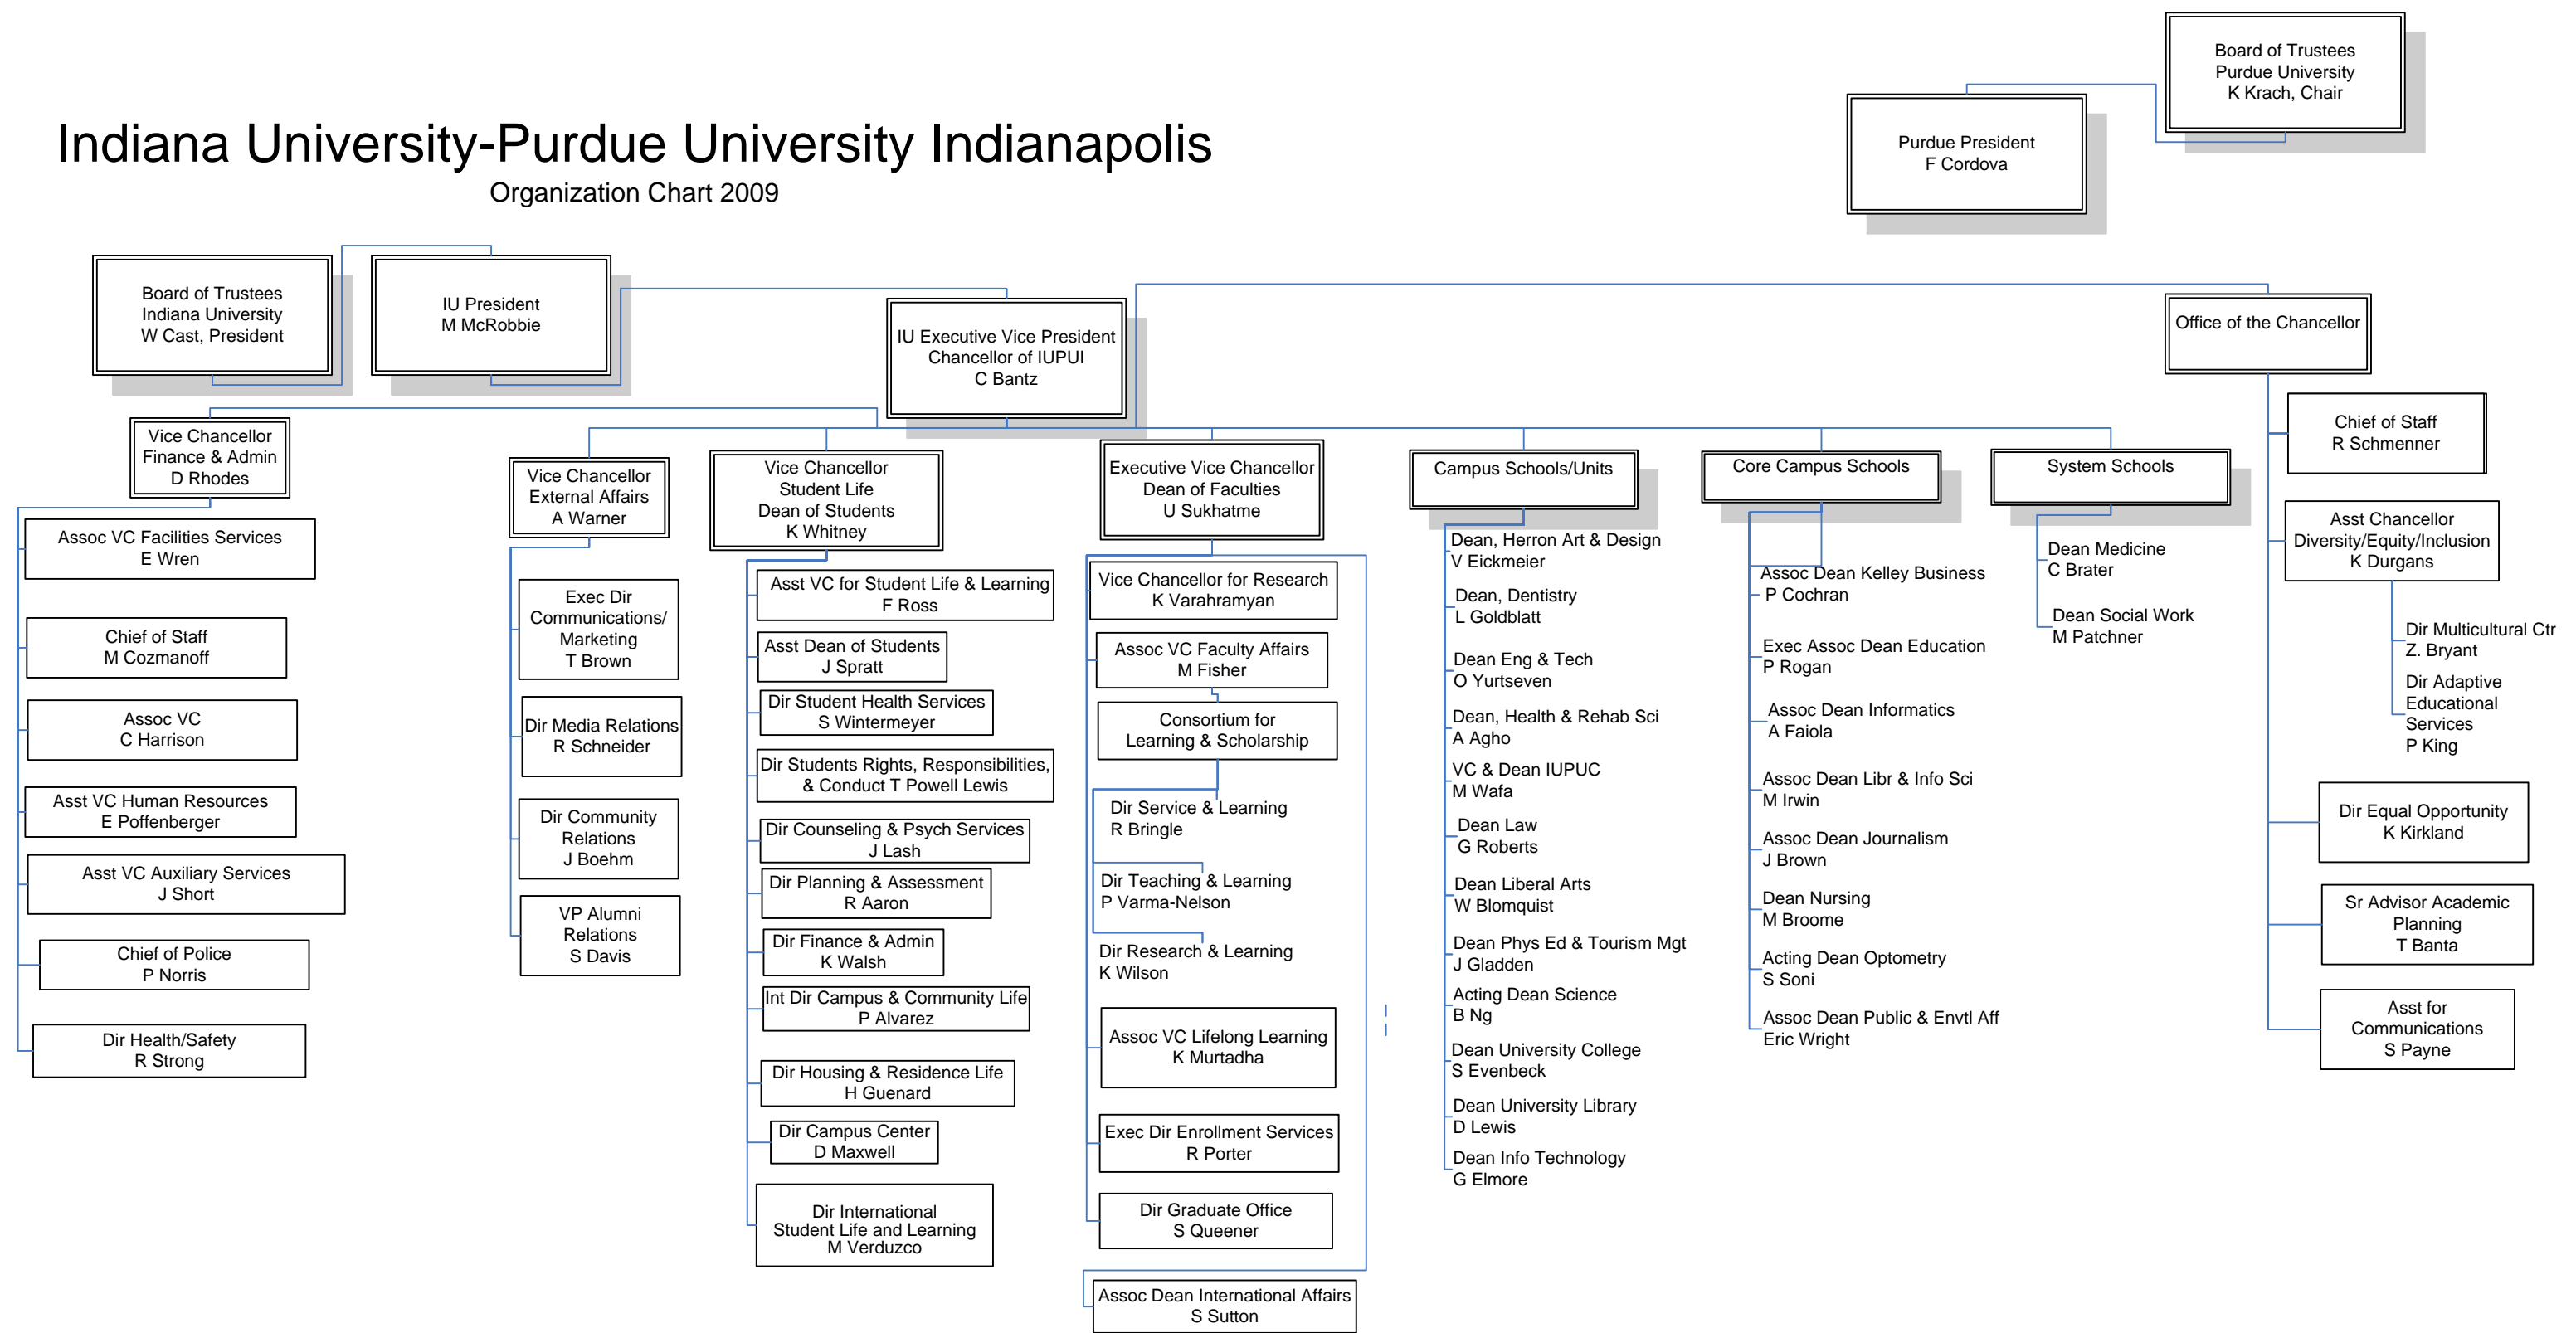 Board of Trustees
Purdue University
K Krach, Chair
Purdue President
F Cordova
Indiana University-Purdue University Indianapolis
Organization Chart 2009
Board of Trustees
Indiana University
W Cast, President
IU President
M McRobbie
IU Executive Vice President
Chancellor of IUPUI
C Bantz
Office of the Chancellor
Vice Chancellor
Finance & Admin
D Rhodes
Assoc VC Facilities Services
E Wren
Chief of Staff
M Cozmanoff
Assoc VC
C Harrison
Asst VC Human Resources
E Poffenberger
Asst VC Auxiliary Services
J Short
Chief of Police
P Norris
Dir Health/Safety
R Strong
Vice Chancellor
External Affairs
A Warner
Exec Dir
Communications/
Marketing
T Brown
Dir Media Relations
R Schneider
Dir Community
Relations
J Boehm
VP Alumni
Relations
S Davis
Vice Chancellor
Student Life
Dean of Students
K Whitney
Asst VC for Student Life & Learning
F Ross
Asst Dean of Students
J Spratt
Dir Student Health Services
S Wintermeyer
Dir Students Rights, Responsibilities,
& Conduct T Powell Lewis
Dir Counseling & Psych Services
J Lash
Dir Planning & Assessment
R Aaron
Dir Finance & Admin
K Walsh
Int Dir Campus & Community Life
P Alvarez
Dir Housing & Residence Life
H Guenard
Dir Campus Center
D Maxwell
Dir International
Student Life and Learning
M Verduzco
Executive Vice Chancellor
Dean of Faculties
U Sukhatme
Vice Chancellor for Research
K Varahramyan
Assoc VC Faculty Affairs
M Fisher
Consortium for
Learning & Scholarship
Dir Service & Learning
R Bringle
Dir Teaching & Learning
P Varma-Nelson
Dir Research & Learning
K Wilson
Assoc VC Lifelong Learning
K Murtadha
Exec Dir Enrollment Services
R Porter
Dir Graduate Office
S Queener
Assoc Dean International Affairs
S Sutton
Campus Schools/Units
Dean, Herron Art & Design
V Eickmeier
Dean, Dentistry
L Goldblatt
Dean Eng & Tech
O Yurtseven
Dean, Health & Rehab Sci
A Agho
VC & Dean IUPUC
M Wafa
Dean Law
G Roberts
Dean Liberal Arts
W Blomquist
Dean Phys Ed & Tourism Mgt
J Gladden
Acting Dean Science
B Ng
Dean University College
S Evenbeck
Dean University Library
D Lewis
Dean Info Technology
G Elmore
Core Campus Schools
Assoc Dean Kelley Business
P Cochran
Exec Assoc Dean Education
P Rogan
Assoc Dean Informatics
A Faiola
Assoc Dean Libr & Info Sci
M Irwin
Assoc Dean Journalism
J Brown
Dean Nursing
M Broome
Acting Dean Optometry
S Soni
Assoc Dean Public & Envtl Aff
Eric Wright
System Schools
Dean Medicine
C Brater
Dean Social Work
M Patchner
Chief of Staff
R Schmenner
Asst Chancellor
Diversity/Equity/Inclusion
K Durgans
Dir Multicultural Ctr
Z. Bryant
Dir Adaptive
Educational
Services
P King
Dir Equal Opportunity
K Kirkland
Sr Advisor Academic
Planning
T Banta
Asst for
Communications
S Payne